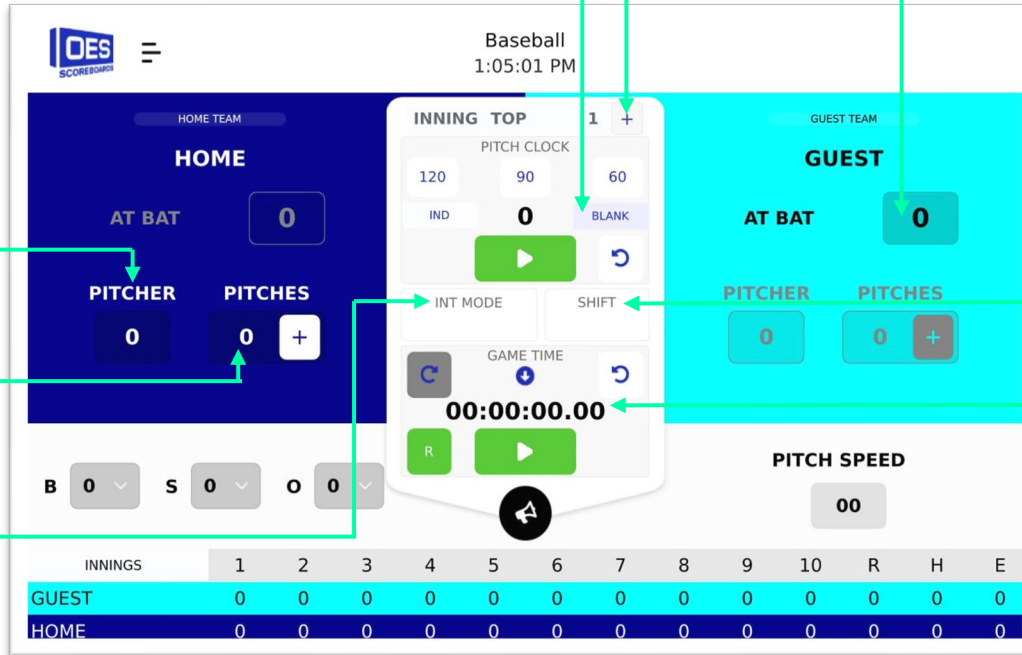 OES
SCOREBOARDS
Baseball
1:05:01 PM
HOME TEAM
HOME
AT BAT 0
PITCHER PITCHES
0 0 +
INNING TOP 1 +
PITCH CLOCK
120 90 60
IND 0 BLANK
INT MODE SHIFT
GAME TIME
00:00:00.00
R
GUEST TEAM
GUEST
AT BAT 0
PITCHER PITCHES
0 0 +
B 0 S 0 O 0
PITCH SPEED
00
INNINGS 1 2 3 4 5 6 7 8 9 10 R H E
GUEST 0 0 0 0 0 0 0 0 0 0 0 0 0
HOME 0 0 0 0 0 0 0 0 0 0 0 0 0